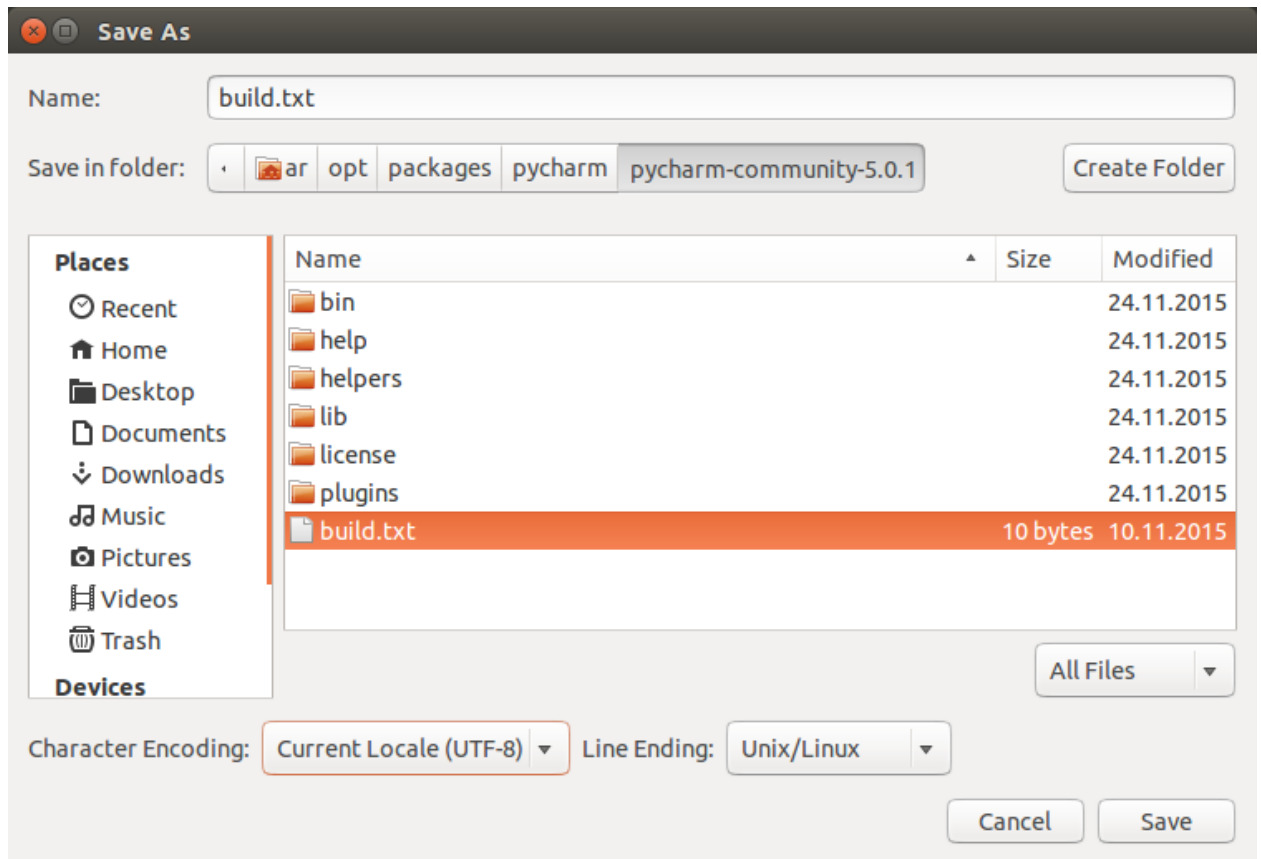 Save As
Name: build.txt
Save in folder: ar opt packages pycharm pycharm-community-5.0.1 Create Folder
Places
Recent
Home
Desktop
Documents
Downloads
Music
Pictures
Videos
Trash
Devices
Name Size Modified
bin 24.11.2015
help 24.11.2015
helpers 24.11.2015
lib 24.11.2015
license 24.11.2015
plugins 24.11.2015
build.txt 10 bytes 10.11.2015
All Files
Character Encoding: Current Locale (UTF-8) Line Ending: Unix/Linux
Cancel Save